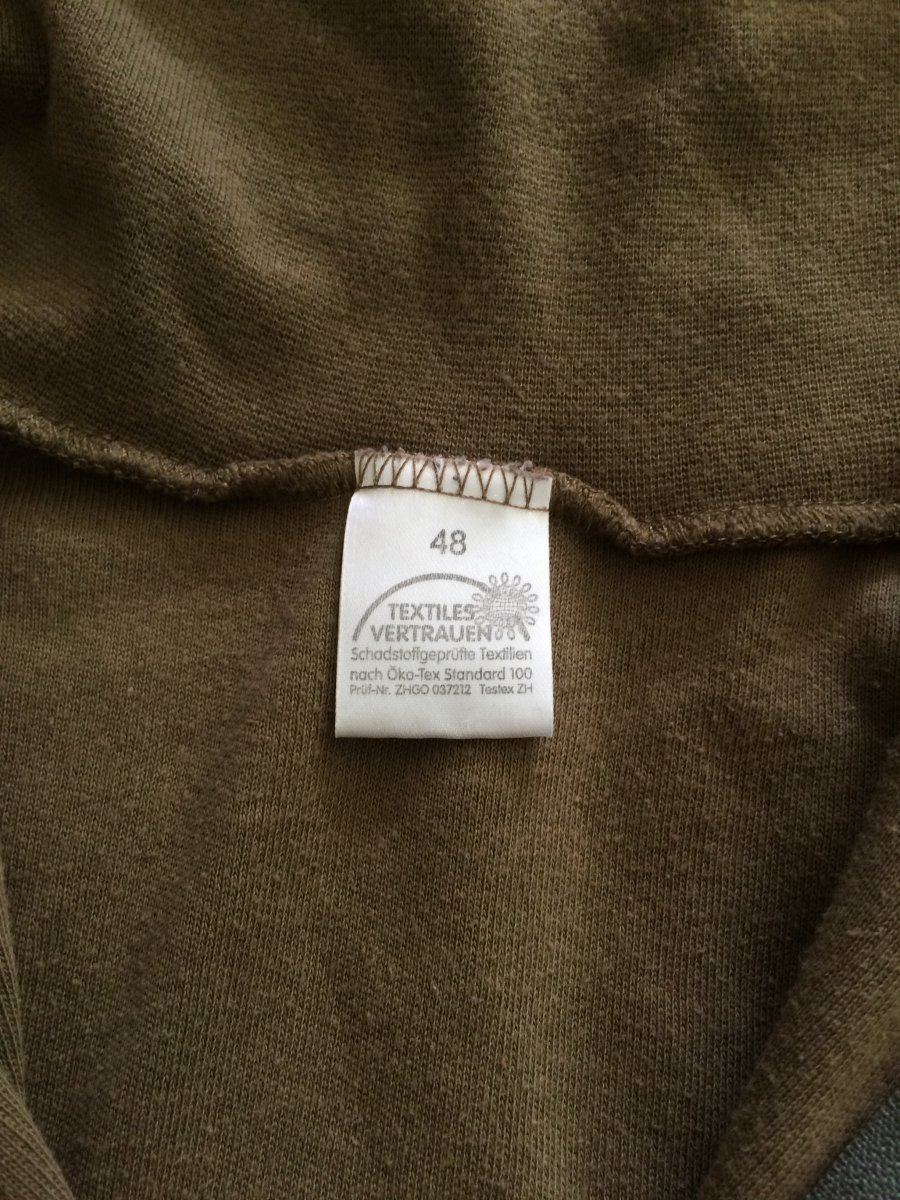 48
TEXTILES
VERTRAUEN
Schadstoffgeprüfte Textilien
nach Öko-Tex Standard 100
Prüf-Nr. ZHGO 037212 Testex ZH